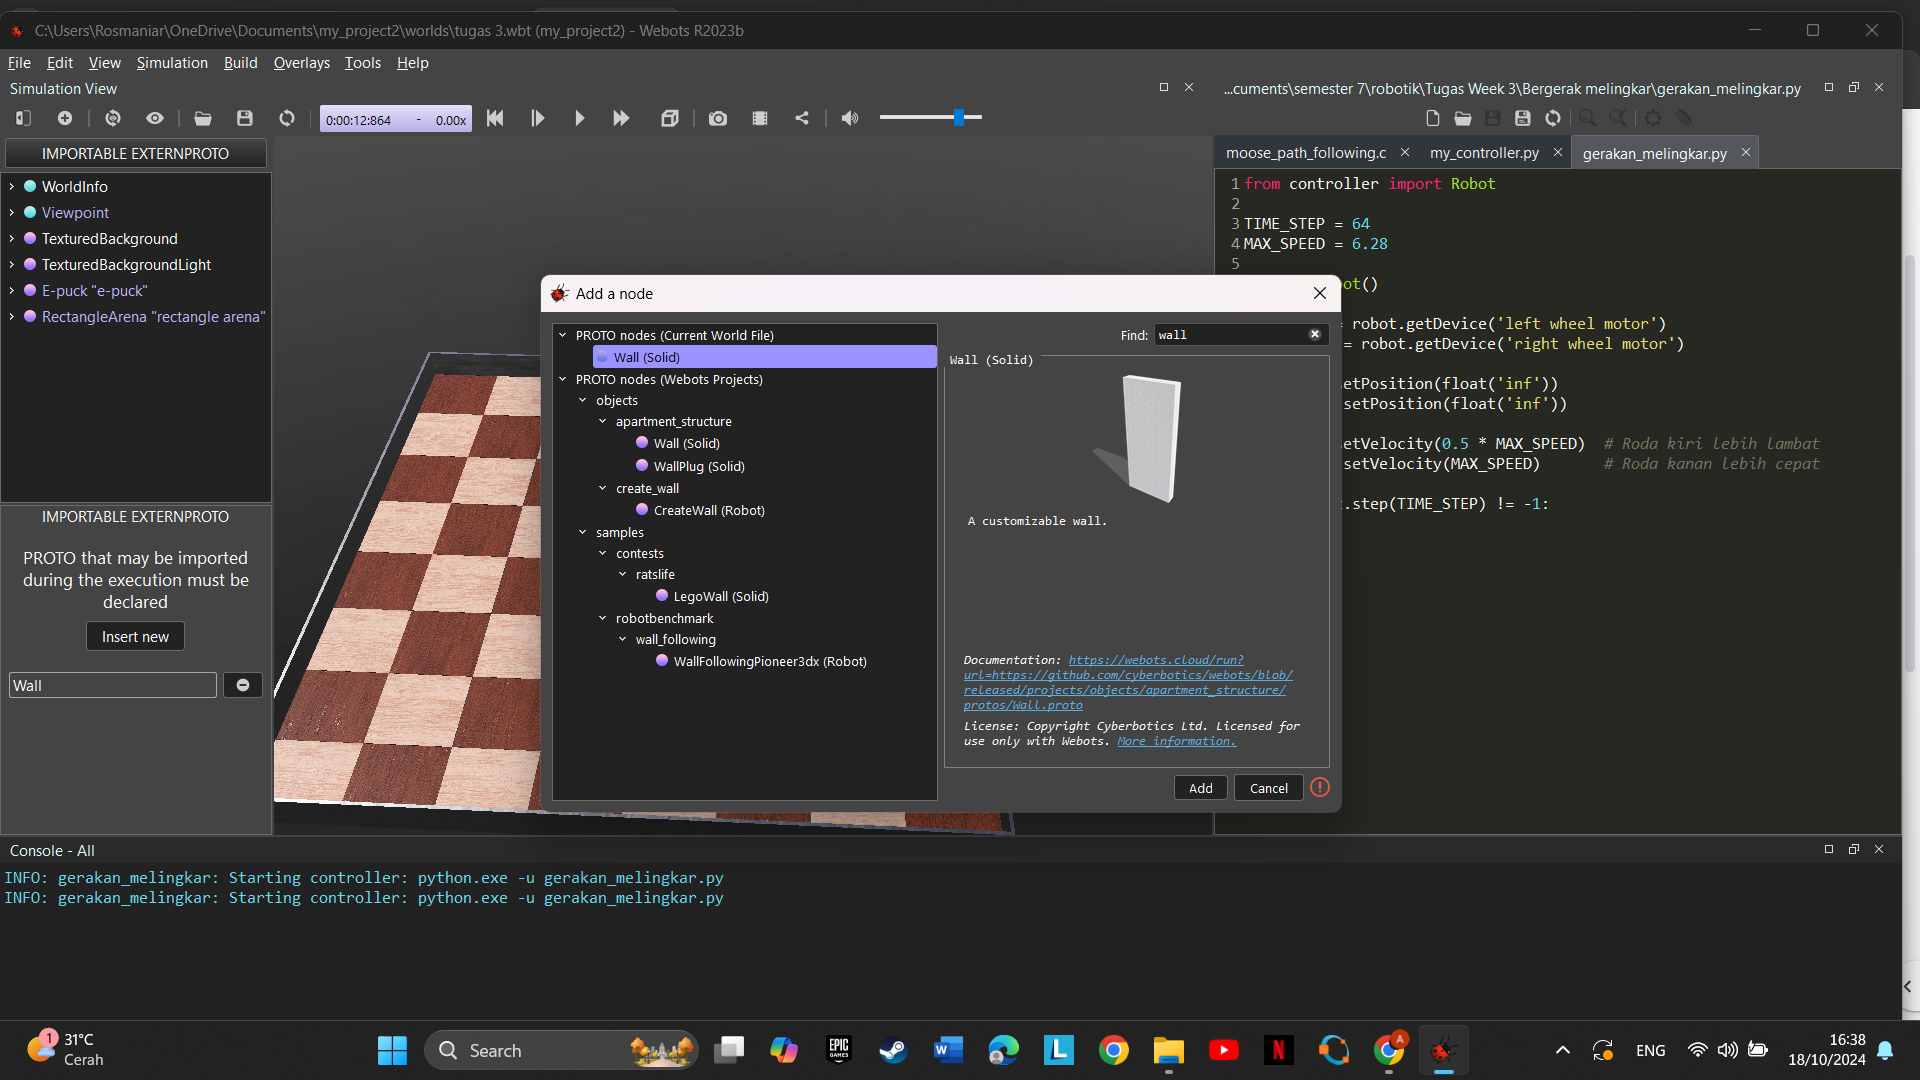 C:\Users\Rosmaniar\OneDrive\Documents\my_project2\worlds\tugas 3.wbt (my_project2) - Webots R2023b
File Edit View Simulation Build Overlays Tools Help
Simulation View
0:00:12:864 - 0.00x
IMPORTABLE EXTERNPROTO
WorldInfo
Viewpoint
TexturedBackground
TexturedBackgroundLight
E-puck "e-puck"
RectangleArena "rectangle arena"
IMPORTABLE EXTERNPROTO
PROTO that may be imported
during the execution must be
declared
Insert new
Wall
...cuments\semester 7\robotik\Tugas Week 3\Bergerak melingkar\gerakan_melingkar.py
moose_path_following.c my_controller.py gerakan_melingkar.py
1 from controller import Robot
2
3 TIME_STEP = 64
4 MAX_SPEED = 6.28
5
ot()
= robot.getDevice('left wheel motor')
= robot.getDevice('right wheel motor')
setPosition(float('inf'))
setPosition(float('inf'))
etVelocity(0.5 * MAX_SPEED) # Roda kiri lebih lambat
setVelocity(MAX_SPEED) # Roda kanan lebih cepat
.step(TIME_STEP) != -1:
Add a node
PROTO nodes (Current World File)
Wall (Solid)
PROTO nodes (Webots Projects)
objects
apartment_structure
Wall (Solid)
WallPlug (Solid)
create_wall
CreateWall (Robot)
samples
contests
ratslife
LegoWall (Solid)
robotbenchmark
wall_following
WallFollowingPioneer3dx (Robot)
Find: wall
Wall (Solid)
A customizable wall.
Documentation: https://webots.cloud/run?
url=https://github.com/cyberbotics/webots/blob/
released/projects/objects/apartment_structure/
protos/Wall.proto
License: Copyright Cyberbotics Ltd. Licensed for
use only with Webots. More information.
Add Cancel
Console - All
INFO: gerakan_melingkar: Starting controller: python.exe -u gerakan_melingkar.py
INFO: gerakan_melingkar: Starting controller: python.exe -u gerakan_melingkar.py
1
31°C
Cerah
Search
EPIC
GAMES
W
L
N
A
ENG
16:38
18/10/2024